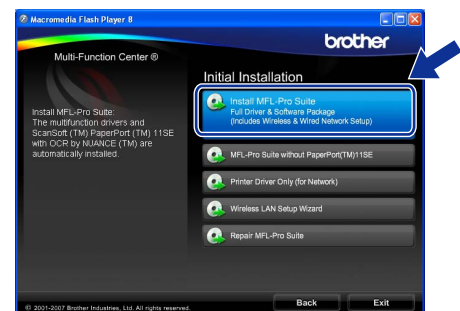 Macromedia Flash Player 8
brother
Multi-Function Center ®
Initial Installation
Install MFL-Pro Suite:
The multifunction drivers and
ScanSoft (TM) PaperPort (TM) 11SE
with OCR by NUANCE (TM) are
automatically installed.
Install MFL-Pro Suite
Full Driver & Software Package
(Includes Wireless & Wired Network Setup)
MFL-Pro Suite without PaperPort(TM)11SE
Printer Driver Only (for Network)
Wireless LAN Setup Wizard
Repair MFL-Pro Suite
© 2001-2007 Brother Industries, Ltd. All rights reserved.
Back
Exit